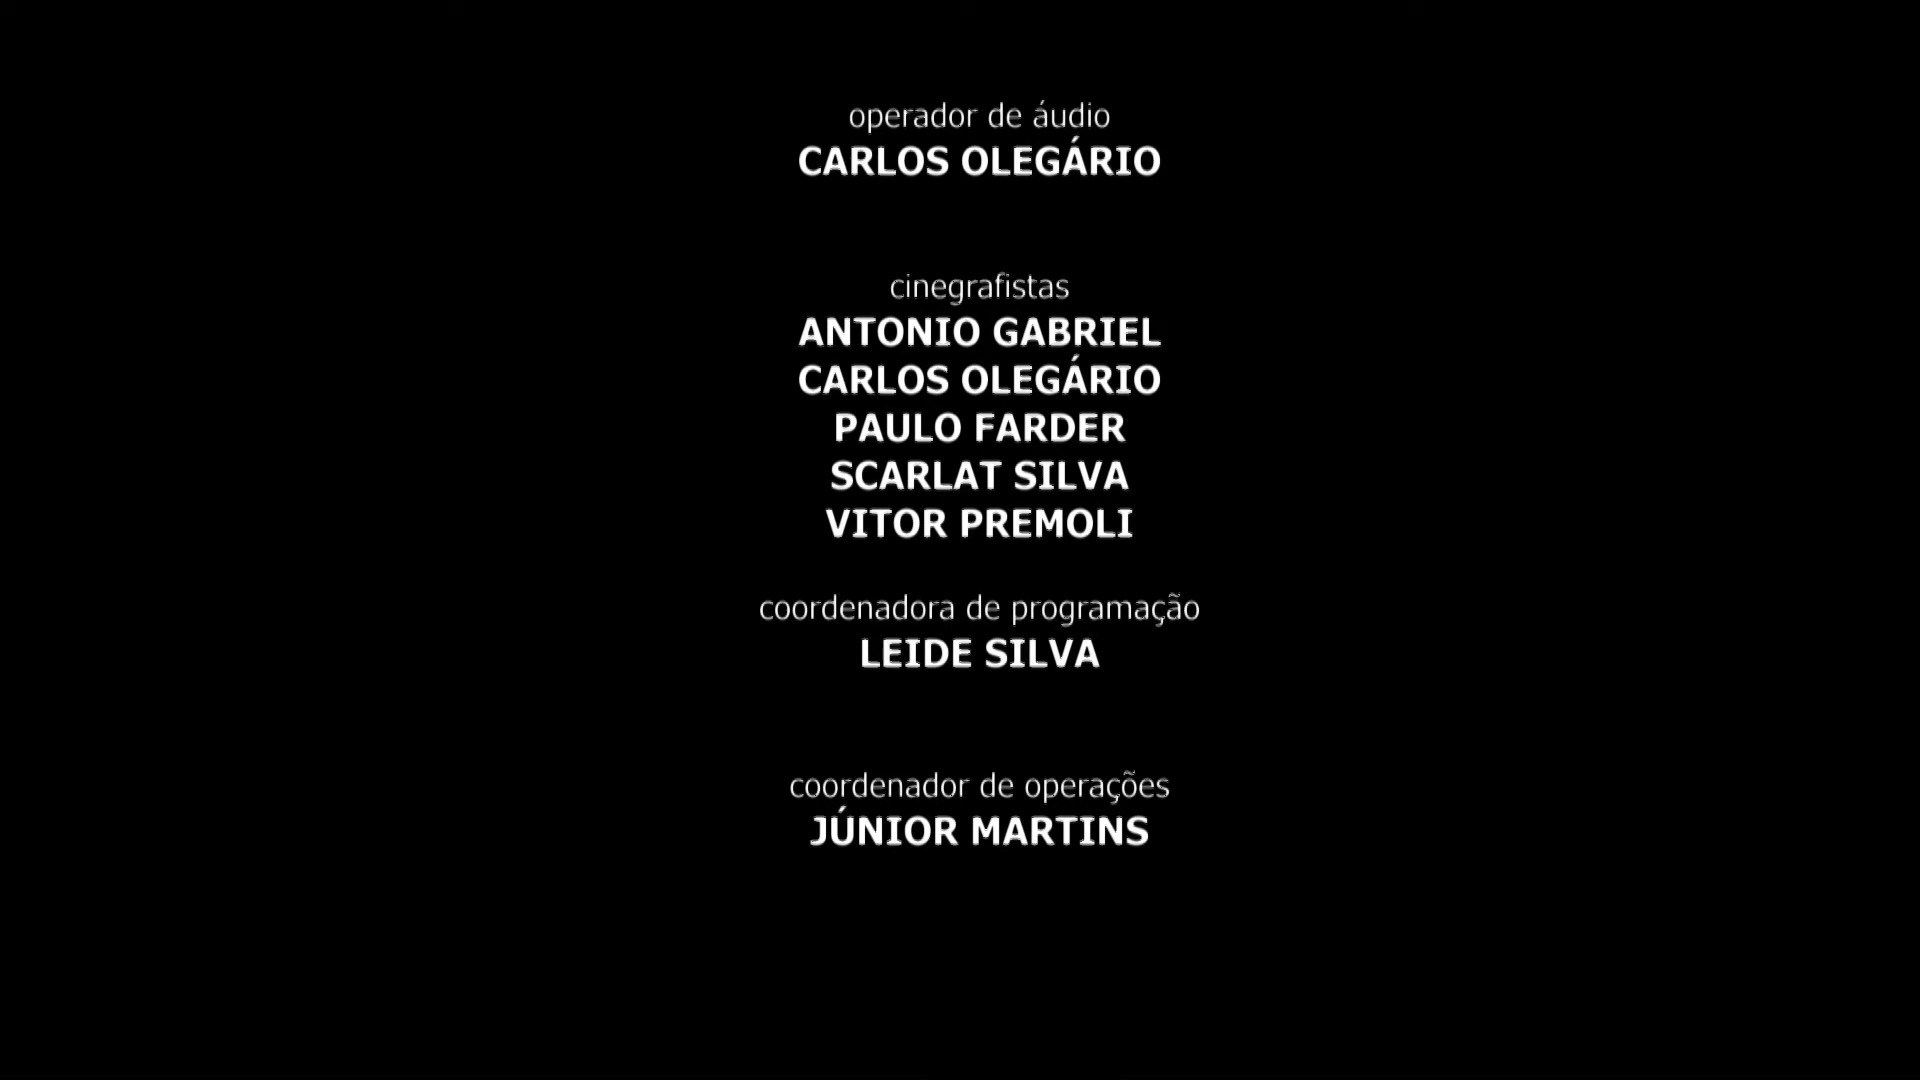 operador de áudio
CARLOS OLEGÁRIO
cinegrafistas
ANTONIO GABRIEL
CARLOS OLEGÁRIO
PAULO FARDER
SCARLAT SILVA
VITOR PREMOLI
coordenadora de programação
LEIDE SILVA
coordenador de operações
JÚNIOR MARTINS